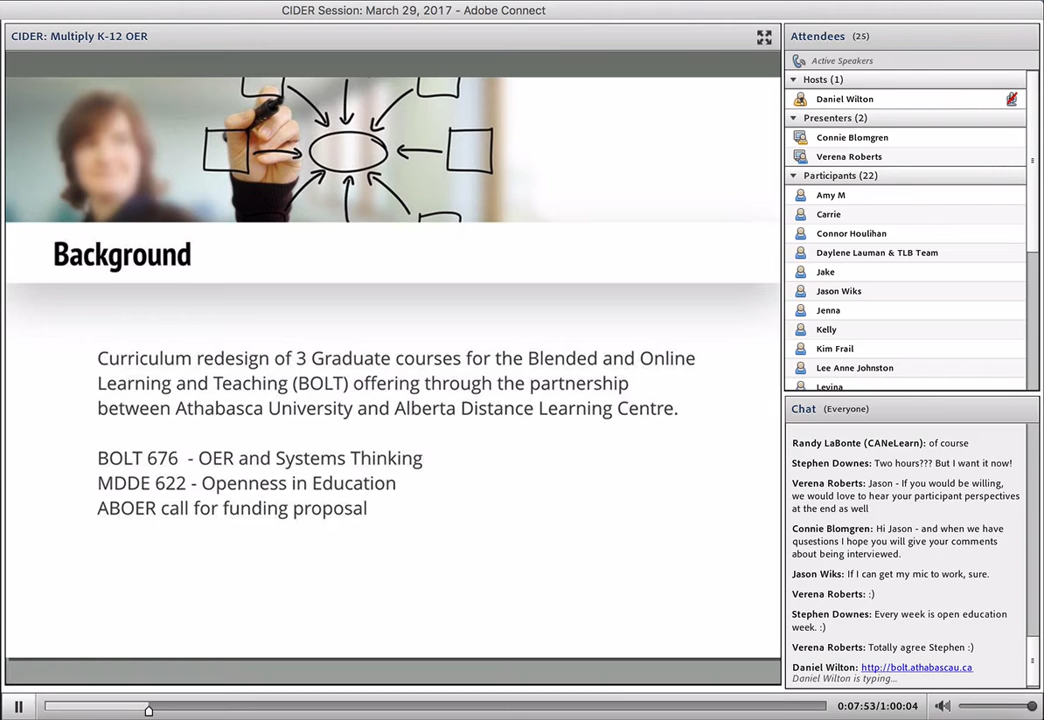 CIDER Session: March 29, 2017 - Adobe Connect
CIDER: Multiply K-12 OER
Background
Curriculum redesign of 3 Graduate courses for the Blended and Online
Learning and Teaching (BOLT) offering through the partnership
between Athabasca University and Alberta Distance Learning Centre.
BOLT 676 - OER and Systems Thinking
MDDE 622 - Openness in Education
ABOER call for funding proposal
Attendees (25)
Active Speakers
Hosts (1)
Daniel Wilton
Presenters (2)
Connie Blomgren
Verena Roberts
Participants (22)
Amy M
Carrie
Connor Houlihan
Daylene Lauman & TLB Team
Jake
Jason Wiks
Jenna
Kelly
Kim Frail
Lee Anne Johnston
Levina
Chat (Everyone)
Randy LaBonte (CANeLearn): of course
Stephen Downes: Two hours??? But I want it now!
Verena Roberts: Jason - If you would be willing,
we would love to hear your participant perspectives
at the end as well
Connie Blomgren: Hi Jason - and when we have
qusestions I hope you will give your comments
about being interviewed.
Jason Wiks: If I can get my mic to work, sure.
Verena Roberts: :)
Stephen Downes: Every week is open education
week. :)
Verena Roberts: Totally agree Stephen :)
Daniel Wilton: http://bolt.athabascau.ca
Daniel Wilton is typing...
0:07:53/1:00:04